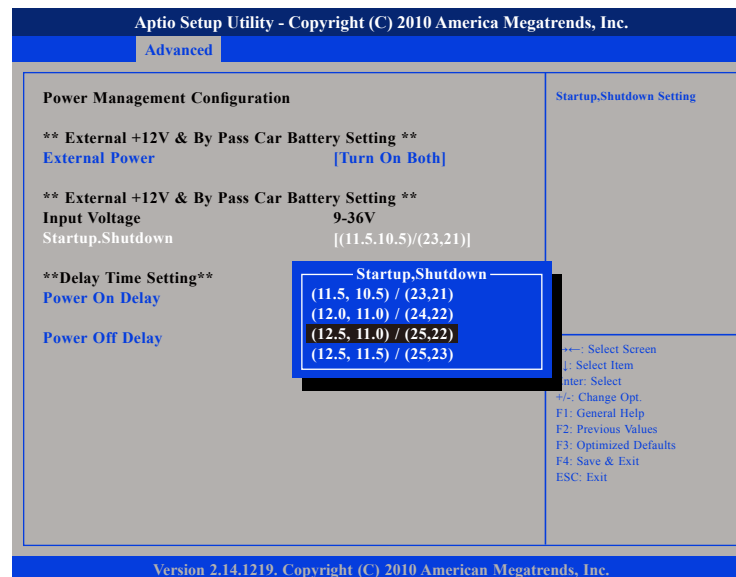 Aptio Setup Utility - Copyright (C) 2010 America Megatrends, Inc.
Advanced
Power Management Configuration
** External +12V & By Pass Car Battery Setting **
External Power [Turn On Both]
** External +12V & By Pass Car Battery Setting **
Input Voltage 9-36V
Startup.Shutdown [(11.5.10.5)/(23,21)]
**Delay Time Setting**
Power On Delay
Power Off Delay
Startup,Shutdown
(11.5, 10.5) / (23,21)
(12.0, 11.0) / (24,22)
(12.5, 11.0) / (25,22)
(12.5, 11.5) / (25,23)
Startup,Shutdown Setting
→←: Select Screen
↓: Select Item
nter: Select
+/-: Change Opt.
F1: General Help
F2: Previous Values
F3: Optimized Defaults
F4: Save & Exit
ESC: Exit
Version 2.14.1219. Copyright (C) 2010 American Megatrends, Inc.